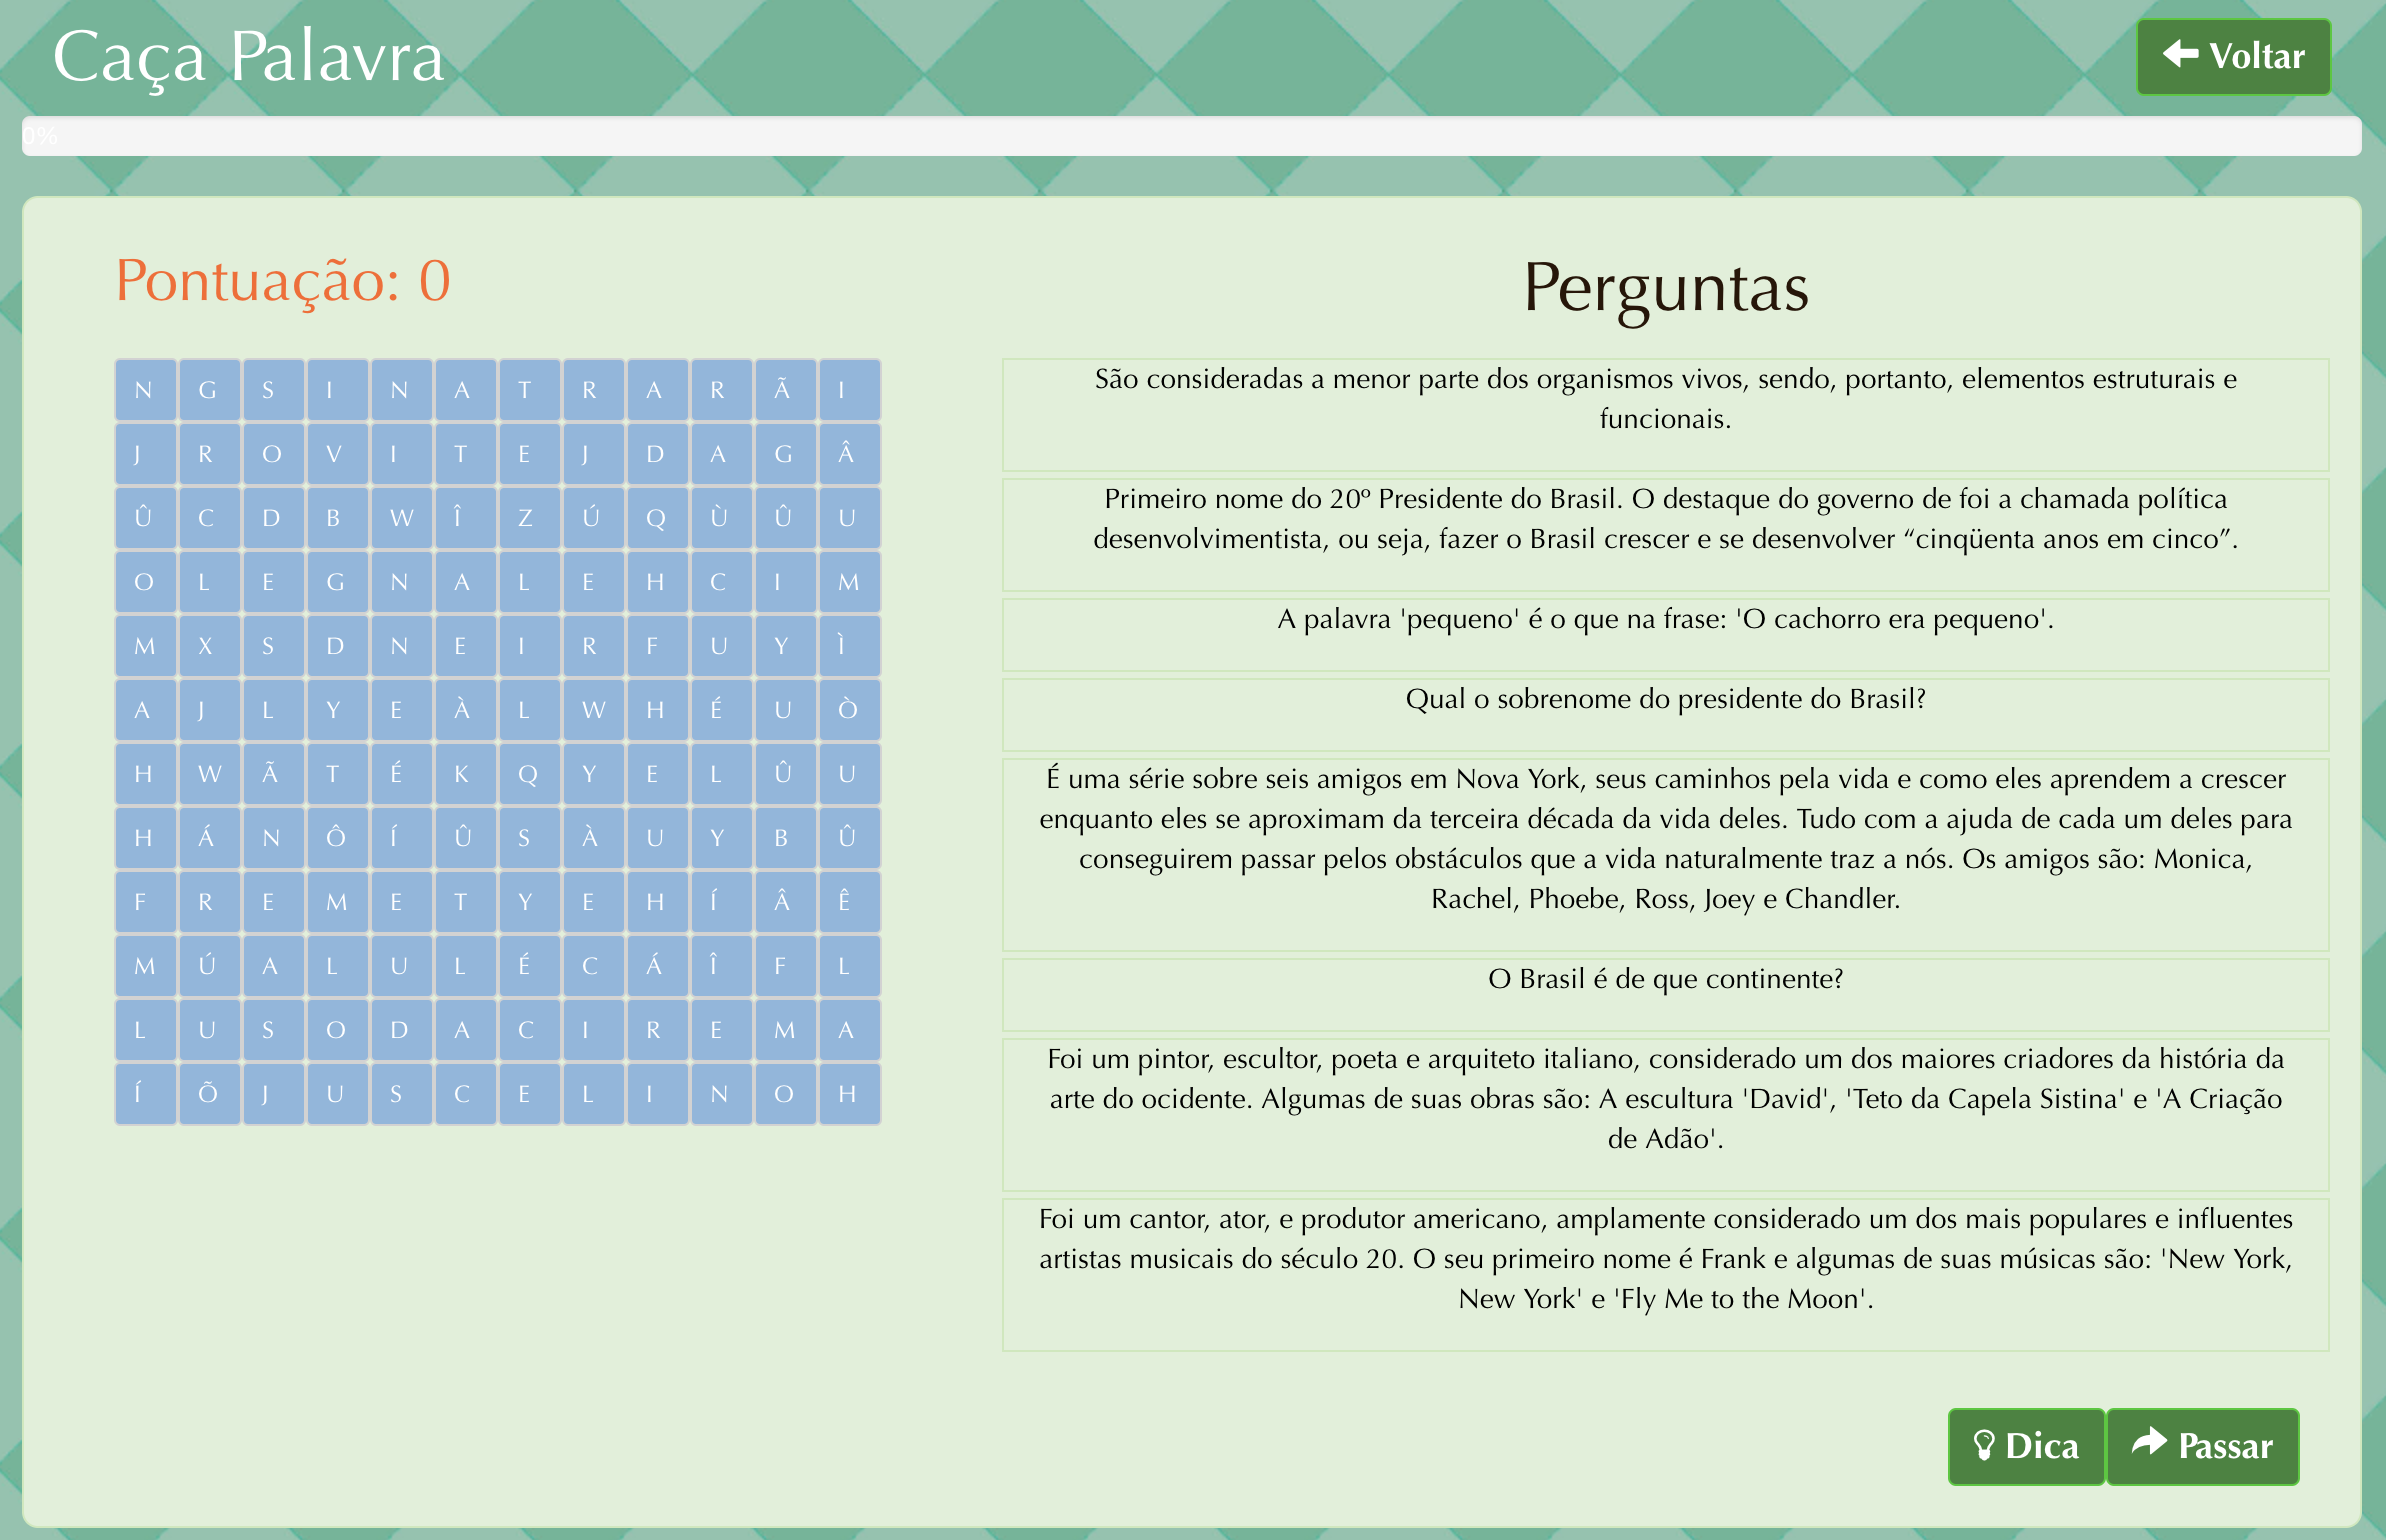 Caça Palavra
Voltar
0%
Pontuação: 0
N G S I N A T R A R Ã I
J R O V I T E J D A G Â
Û C D B W Î Z Ú Q Ù Û U
O L E G N A L E H C I M
M X S D N E I R F U Y Ì
A J L Y E À L W H É U Ò
H W Ã T É K Q Y E L Û U
H Á N Ô Í Û S À U Y B Û
F R E M E T Y E H Í Â Ê
M Ú A L U L É C Á Î F L
L U S O D A C I R E M A
Í Õ J U S C E L I N O H
Perguntas
São consideradas a menor parte dos organismos vivos, sendo, portanto, elementos estruturais e
funcionais.
Primeiro nome do 20º Presidente do Brasil. O destaque do governo de foi a chamada política
desenvolvimentista, ou seja, fazer o Brasil crescer e se desenvolver “cinqüenta anos em cinco”.
A palavra 'pequeno' é o que na frase: 'O cachorro era pequeno'.
Qual o sobrenome do presidente do Brasil?
É uma série sobre seis amigos em Nova York, seus caminhos pela vida e como eles aprendem a crescer
enquanto eles se aproximam da terceira década da vida deles. Tudo com a ajuda de cada um deles para
conseguirem passar pelos obstáculos que a vida naturalmente traz a nós. Os amigos são: Monica,
Rachel, Phoebe, Ross, Joey e Chandler.
O Brasil é de que continente?
Foi um pintor, escultor, poeta e arquiteto italiano, considerado um dos maiores criadores da história da
arte do ocidente. Algumas de suas obras são: A escultura 'David', 'Teto da Capela Sistina' e 'A Criação
de Adão'.
Foi um cantor, ator, e produtor americano, amplamente considerado um dos mais populares e influentes
artistas musicais do século 20. O seu primeiro nome é Frank e algumas de suas músicas são: 'New York,
New York' e 'Fly Me to the Moon'.
Dica
Passar